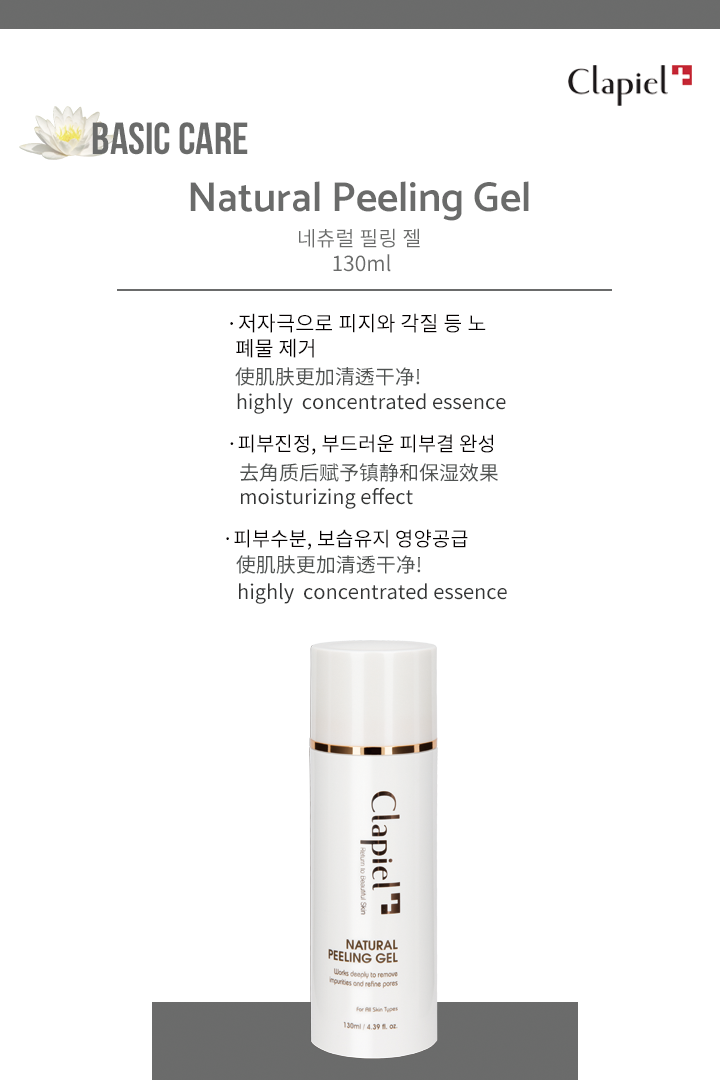 Clapiel
BASIC CARE
Natural Peeling Gel
네츄럴 필링 젤
130ml
· 저자극으로 피지와 각질 등 노
폐물 제거
使肌肤更加清透干净!
highly concentrated essence
· 피부진정, 부드러운 피부결 완성
去角质后赋予镇静和保湿效果
moisturizing effect
· 피부수분, 보습유지 영양공급
使肌肤更加清透干净!
highly concentrated essence
Clapiel
Return to Beautiful Skin
NATURAL
PEELING GEL
Works deeply to remove
impurities and refine pores
For All Skin Types
130ml / 4.39 fl. oz.